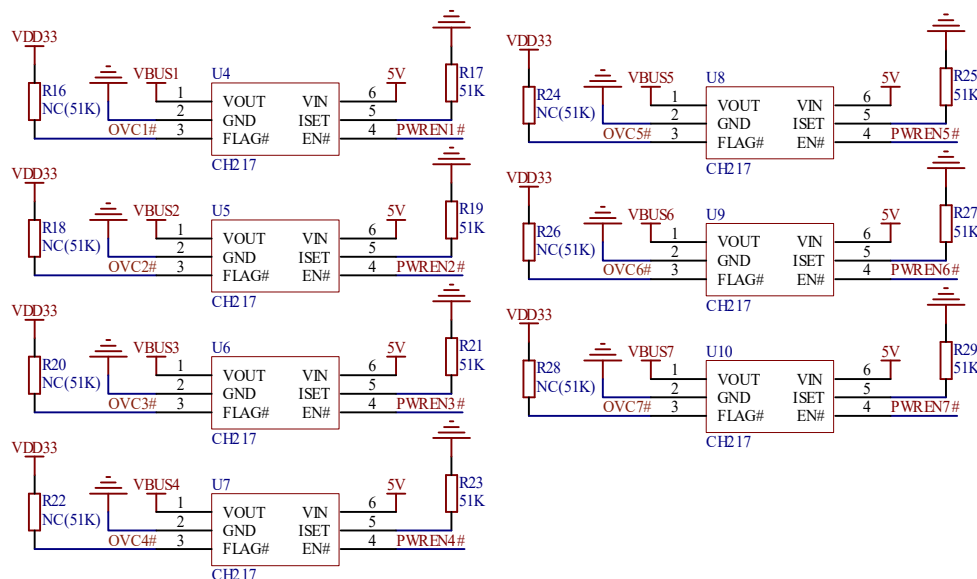 VDD33
R16
NC(51K)
OVC1#
VBUS1
U4
1 VOUT VIN 6
2 GND ISET 5
3 FLAG# EN# 4
CH217
5V
R17
51K
PWREN1#
VDD33
R18
NC(51K)
OVC2#
VBUS2
U5
1 VOUT VIN 6
2 GND ISET 5
3 FLAG# EN# 4
CH217
5V
R19
51K
PWREN2#
VDD33
R20
NC(51K)
OVC3#
VBUS3
U6
1 VOUT VIN 6
2 GND ISET 5
3 FLAG# EN# 4
CH217
5V
R21
51K
PWREN3#
VDD33
R22
NC(51K)
OVC4#
VBUS4
U7
1 VOUT VIN 6
2 GND ISET 5
3 FLAG# EN# 4
CH217
5V
R23
51K
PWREN4#
VDD33
R24
NC(51K)
OVC5#
VBUS5
U8
1 VOUT VIN 6
2 GND ISET 5
3 FLAG# EN# 4
CH217
5V
R25
51K
PWREN5#
VDD33
R26
NC(51K)
OVC6#
VBUS6
U9
1 VOUT VIN 6
2 GND ISET 5
3 FLAG# EN# 4
CH217
5V
R27
51K
PWREN6#
VDD33
R28
NC(51K)
OVC7#
VBUS7
U10
1 VOUT VIN 6
2 GND ISET 5
3 FLAG# EN# 4
CH217
5V
R29
51K
PWREN7#